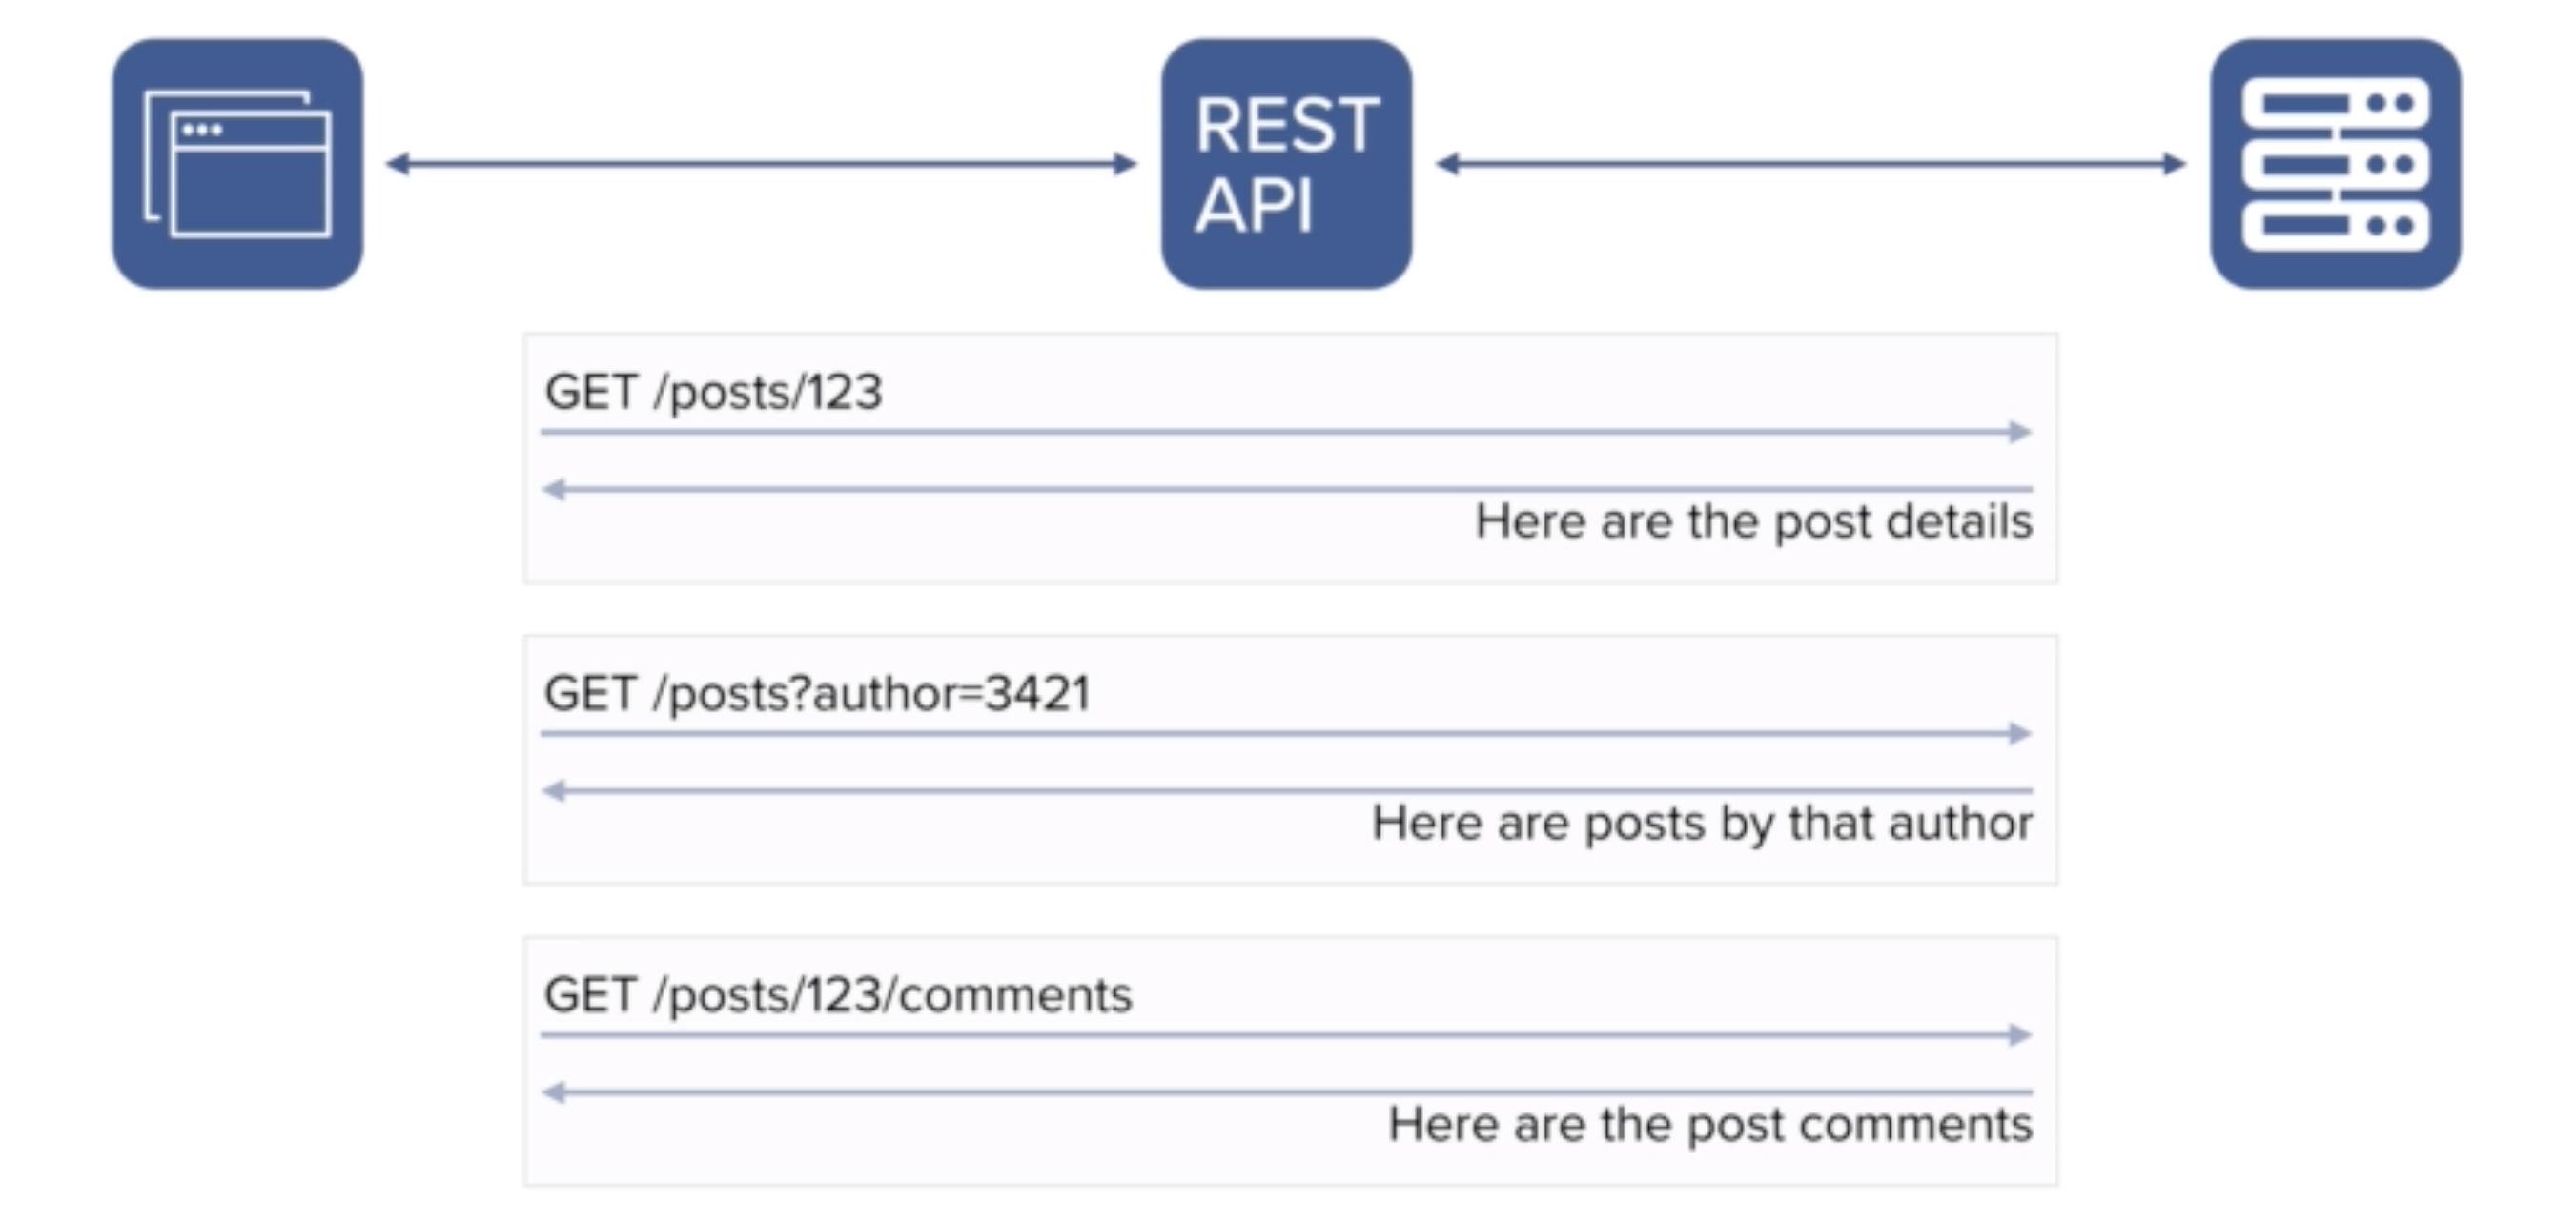 REST
API
GET /posts/123
Here are the post details
GET /posts?author=3421
Here are posts by that author
GET /posts/123/comments
Here are the post comments